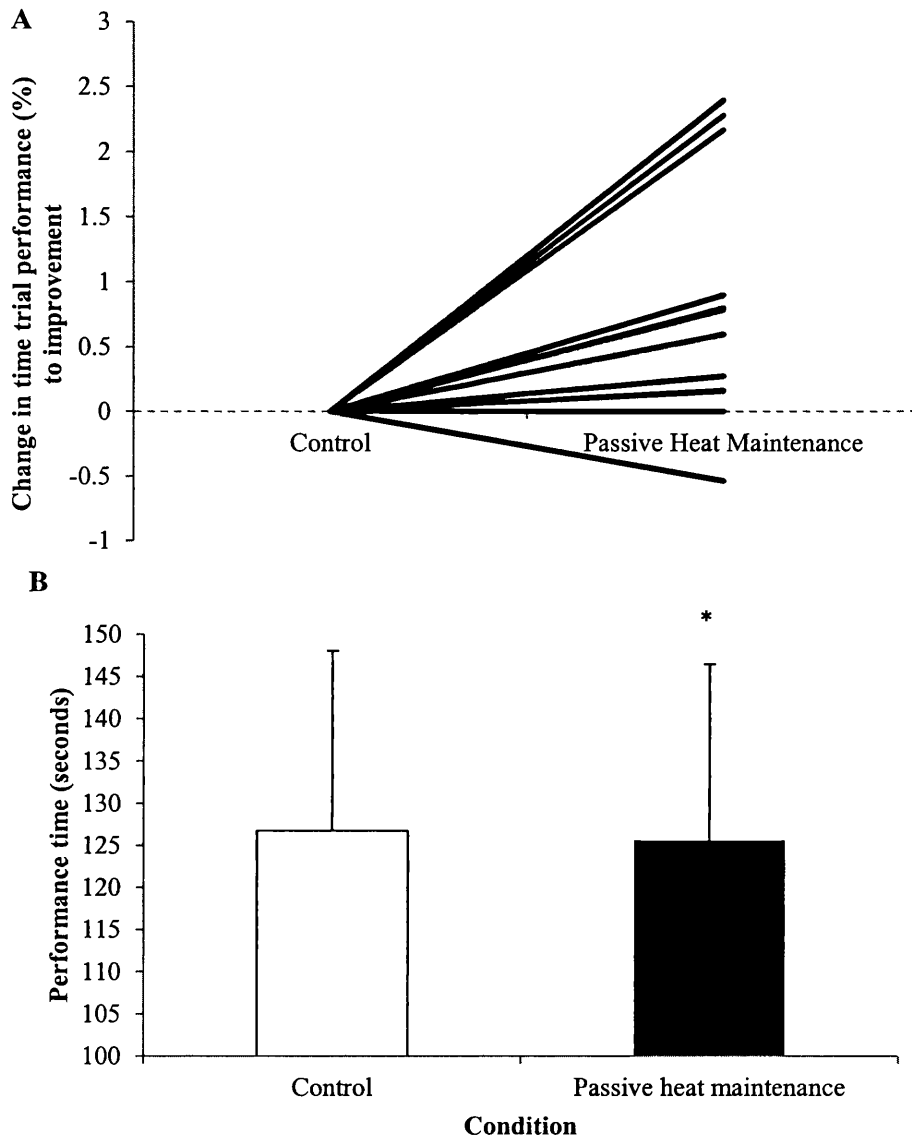 A
Change in time trial performance (%)
to improvement
3
2.5
2
1.5
1
0.5
0
-0.5
-1
Control
Passive Heat Maintenance
B
*
Performance time (seconds)
150
145
140
135
130
125
120
115
110
105
100
Control
Passive heat maintenance
Condition